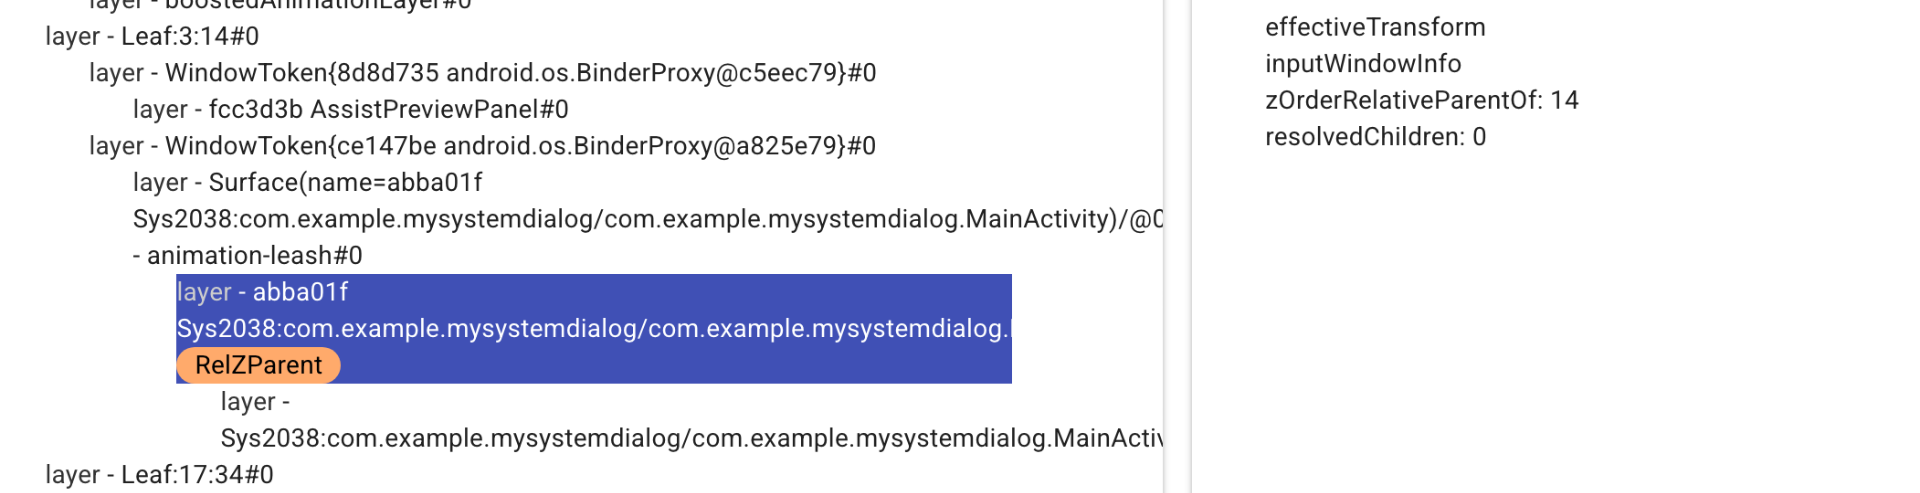 layer - boostedAnimationLayer#0
layer - Leaf:3:14#0
layer - WindowToken{8d8d735 android.os.BinderProxy@c5eec79}#0
layer - fcc3d3b AssistPreviewPanel#0
layer - WindowToken{ce147be android.os.BinderProxy@a825e79}#0
layer - Surface(name=abba01f
Sys2038:com.example.mysystemdialog/com.example.mysystemdialog.MainActivity)/@0
- animation-leash#0
layer - abba01f
Sys2038:com.example.mysystemdialog/com.example.mysystemdialog.
RelZParent
layer -
Sys2038:com.example.mysystemdialog/com.example.mysystemdialog.MainActiv
layer - Leaf:17:34#0
effectiveTransform
inputWindowInfo
zOrderRelativeParentOf: 14
resolvedChildren: 0